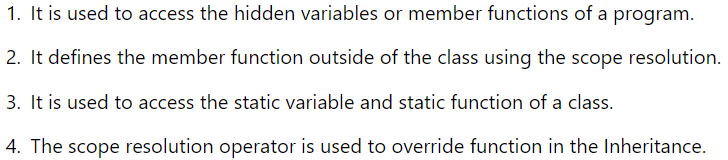 1. It is used to access the hidden variables or member functions of a program.
2. It defines the member function outside of the class using the scope resolution.
3. It is used to access the static variable and static function of a class.
4. The scope resolution operator is used to override function in the Inheritance.